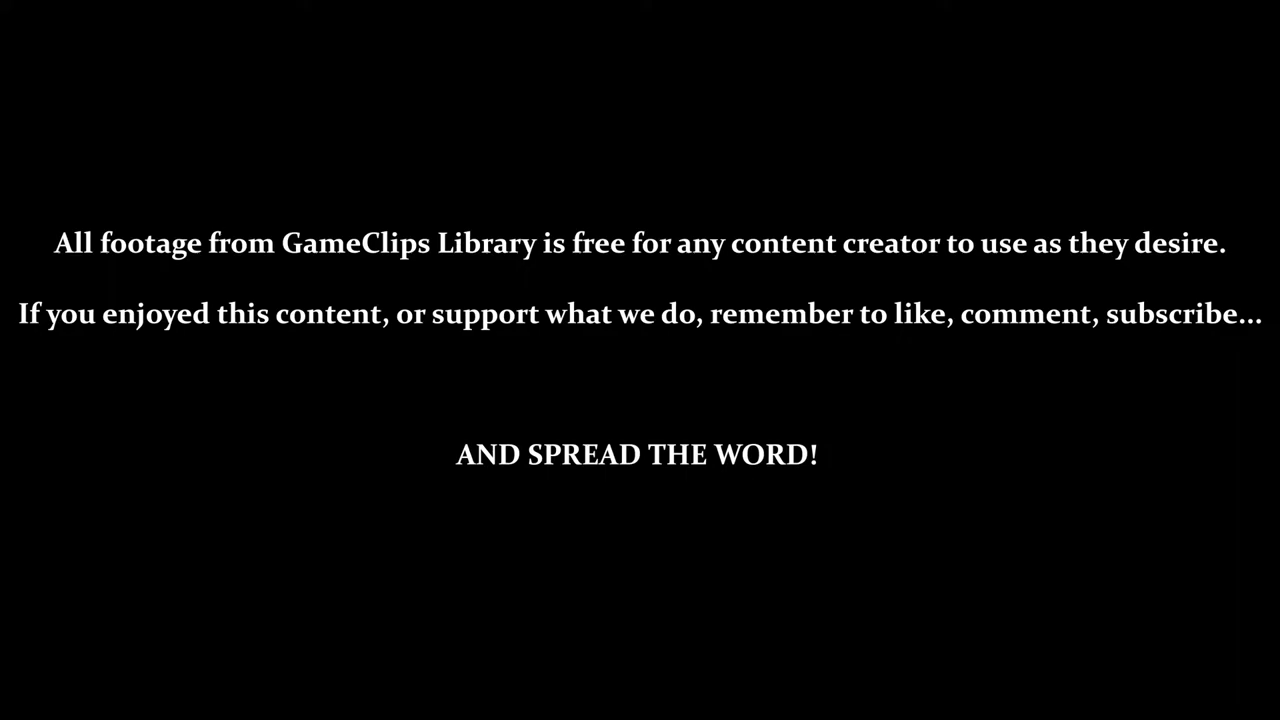 All footage from GameClips Library is free for any content creator to use as they desire.
If you enjoyed this content, or support what we do, remember to like, comment, subscribe...
AND SPREAD THE WORD!